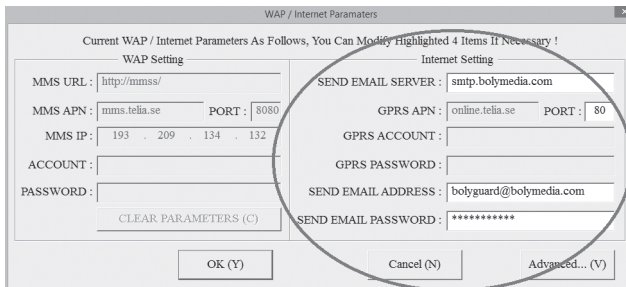 WAP / Internet Paramaters
Current WAP / Internet Parameters As Follows, You Can Modify Highlighted 4 Items If Necessary !
WAP Setting
MMS URL : http://mmss/
MMS APN : mms.telia.se PORT : 8080
MMS IP : 193 . 209 . 134 . 132
ACCOUNT :
PASSWORD :
CLEAR PARAMETERS (C)
Internet Setting
SEND EMAIL SERVER : smtp.bolymedia.com
GPRS APN : online.telia.se PORT : 80
GPRS ACCOUNT :
GPRS PASSWORD :
SEND EMAIL ADDRESS : bolyguard@bolymedia.com
SEND EMAIL PASSWORD : ***********
OK (Y) Cancel (N) Advanced... (V)